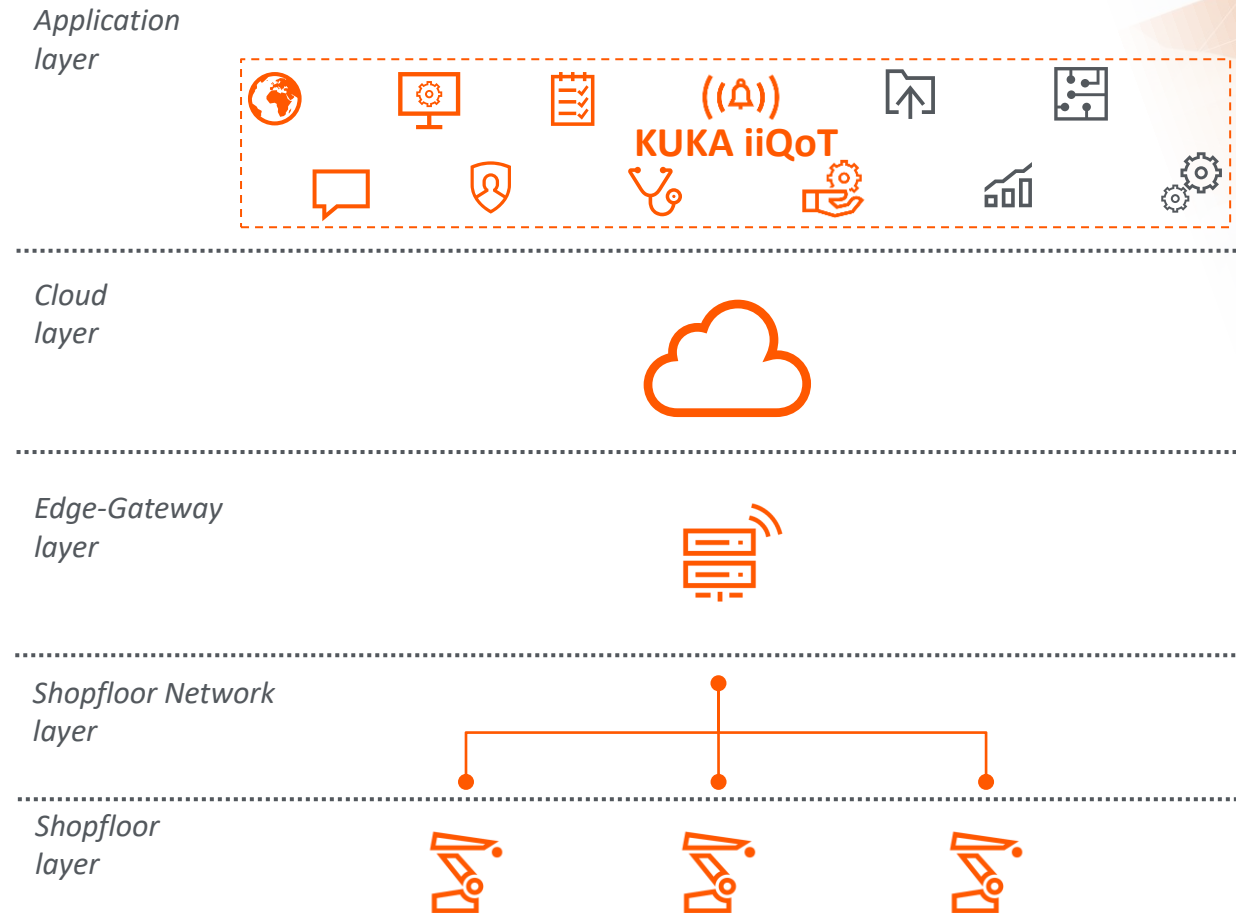 Application
layer
KUKA iiQoT
Cloud
layer
Edge-Gateway
layer
Shopfloor Network
layer
Shopfloor
layer